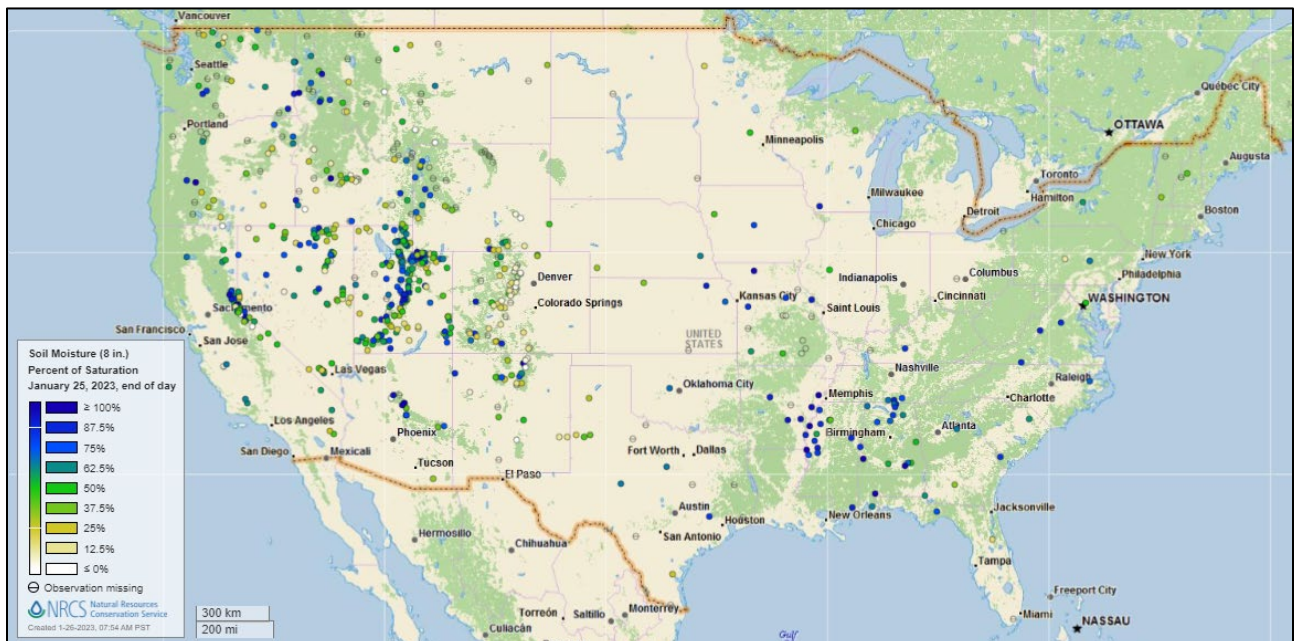 Vancouver
Seattle
Portland
Québec City
OTTAWA
Minneapolis
Augusta
Toronto
Hamilton
Milwaukee
Detroit
Boston
Chicago
New York
Philadelphia
Denver
Indianapolis
Columbus
Sacramento
Colorado Springs
Kansas City
Cincinnati
WASHINGTON
Saint Louis
San Francisco
San Jose
UNITED
STATES
Las Vegas
Nashville
Raleigh
Oklahoma City
Memphis
Charlotte
Los Angeles
Phoenix
Birmingham
Atlanta
San Diego
Mexicali
Fort Worth
Dallas
Tucson
El Paso
Austin
Jacksonville
Houston
New Orleans
San Antonio
Hermosillo
Chihuahua
Tampa
Freeport City
Torreón
Saltillo
Monterrey
Miami
NASSAU
Culiacán
Gulf
Soil Moisture (8 in.)
Percent of Saturation
January 25, 2023, end of day
≥ 100%
87.5%
75%
62.5%
50%
37.5%
25%
12.5%
≤ 0%
Observation missing
NRCS Natural Resources
Conservation Service
Created 1-26-2023, 07:54 AM PST
300 km
200 mi